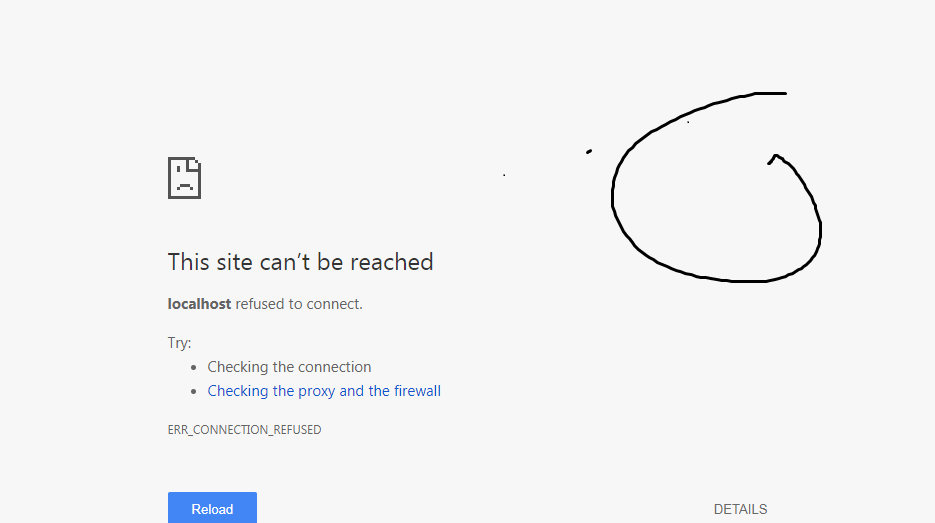 This site can’t be reached
localhost refused to connect.
Try:
• Checking the connection
• Checking the proxy and the firewall
ERR_CONNECTION_REFUSED
Reload
DETAILS